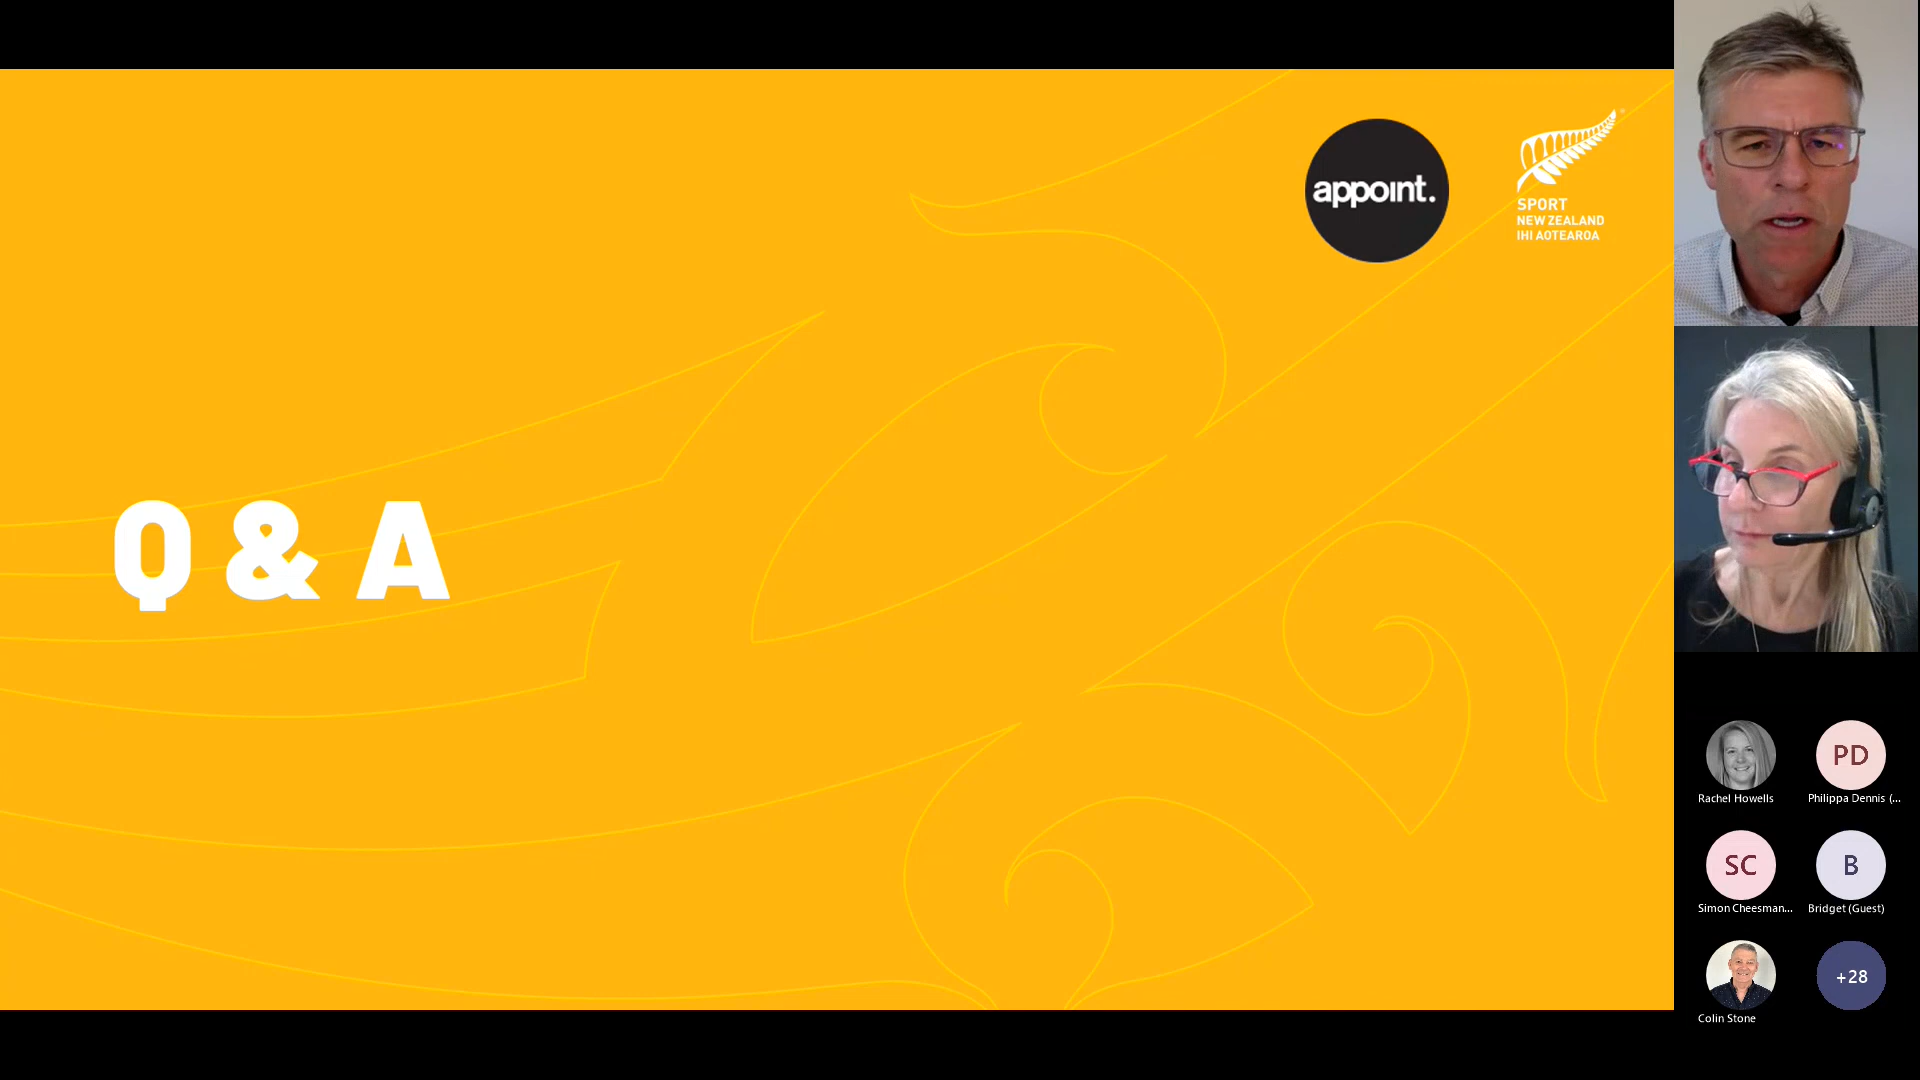 appoint.
SPORT
NEW ZEALAND
IHI AOTEAROA
Q & A
Rachel Howells
PD
Philippa Dennis (...
SC
Simon Cheesman...
B
Bridget (Guest)
Colin Stone
+28